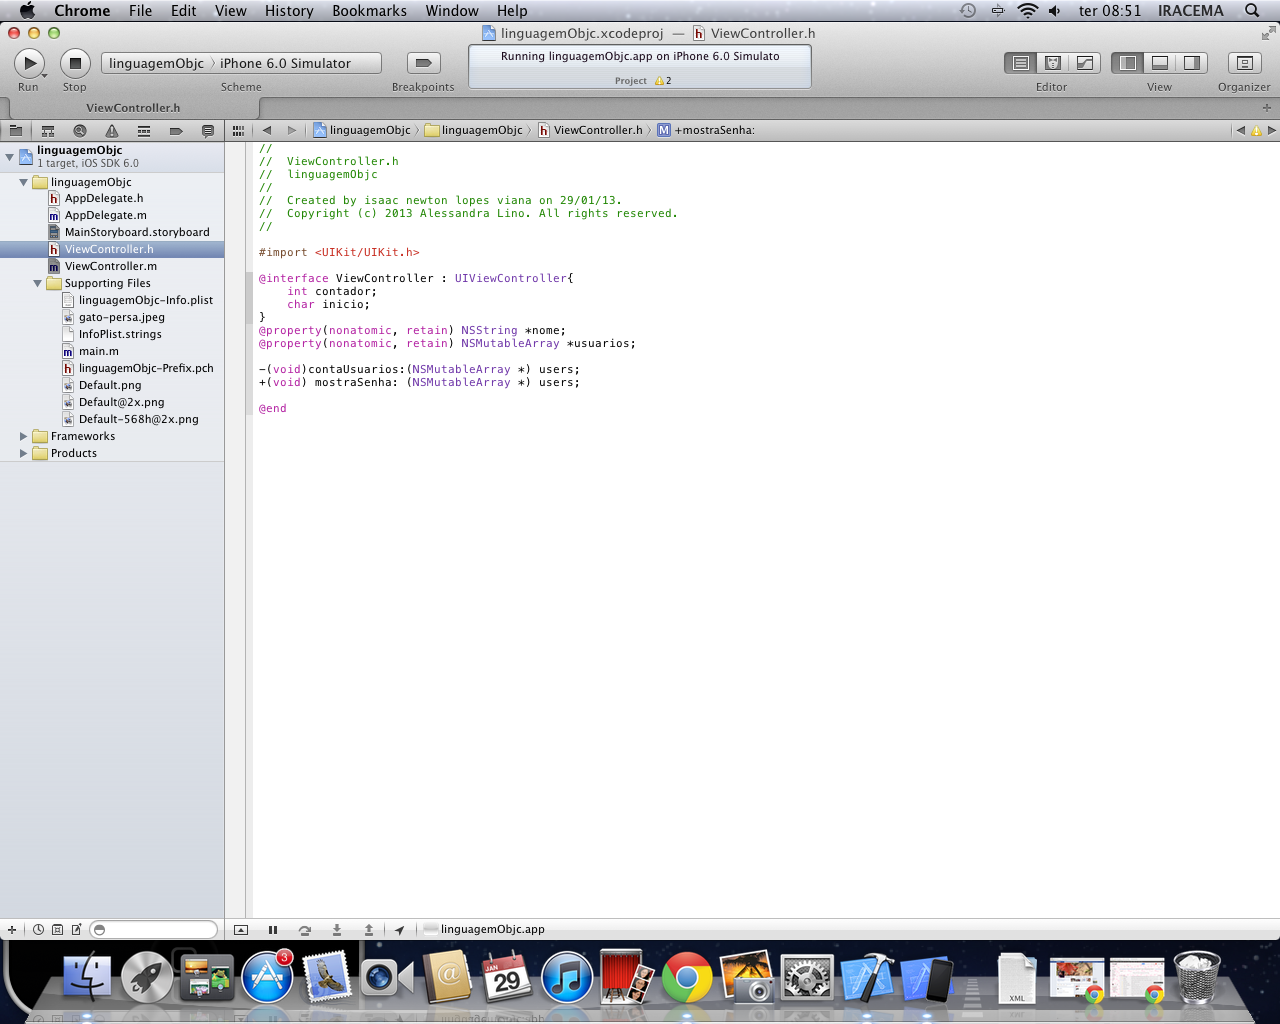 Chrome File Edit View History Bookmarks Window Help ter 08:51 IRACEMA
linguagemObjc.xcodeproj — ViewController.h
linguagemObjc iPhone 6.0 Simulator
Running linguagemObjc.app on iPhone 6.0 Simulato
Project 2
Run Stop Scheme Breakpoints Editor View Organizer
ViewController.h
linguagemObjc linguagemObjc ViewController.h M +mostraSenha:
linguagemObjc
1 target, iOS SDK 6.0
linguagemObjc
AppDelegate.h
AppDelegate.m
MainStoryboard.storyboard
ViewController.h
ViewController.m
Supporting Files
linguagemObjc-Info.plist
gato-persa.jpeg
InfoPlist.strings
main.m
linguagemObjc-Prefix.pch
Default.png
Default@2x.png
Default-568h@2x.png
Frameworks
Products
//
//  ViewController.h
//  linguagemObjc
//
//  Created by isaac newton lopes viana on 29/01/13.
//  Copyright (c) 2013 Alessandra Lino. All rights reserved.
//
#import <UIKit/UIKit.h>
@interface ViewController : UIViewController{
    int contador;
    char inicio;
}
@property(nonatomic, retain) NSString *nome;
@property(nonatomic, retain) NSMutableArray *usuarios;
-(void)contaUsuarios:(NSMutableArray *) users;
+(void) mostraSenha: (NSMutableArray *) users;
@end
linguagemObjc.app
3
JAN
29
XML